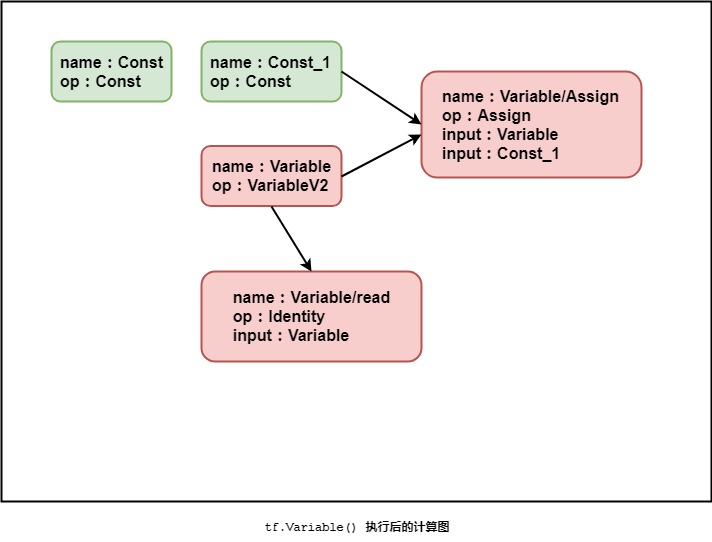 name：Const
op：Const
name：Const_1
op：Const
name：Variable/Assign
op：Assign
input：Variable
input：Const_1
name：Variable
op：VariableV2
name：Variable/read
op：Identity
input：Variable
tf.Variable() 执行后的计算图